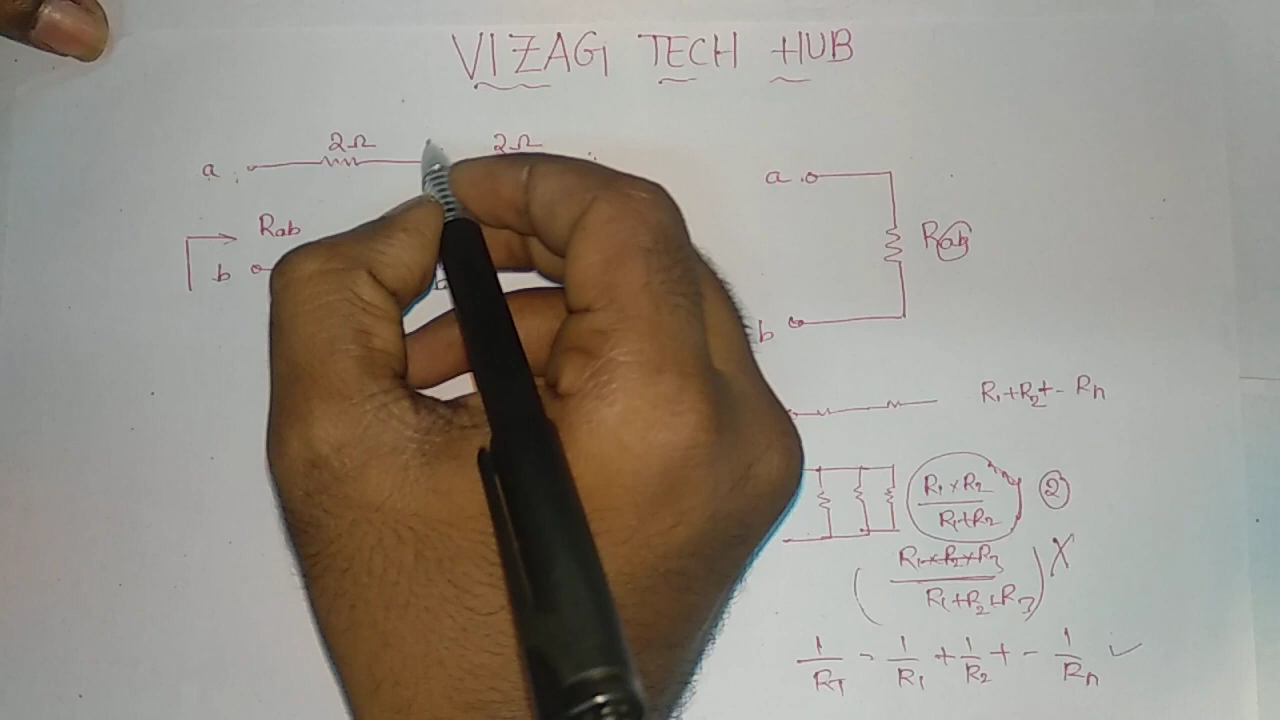 VIZAG TECH HUB
2Ω 2Ω
a
Rab
b
a
Rab
b
R1+R2+- Rn
R1×R2
R1+R2
2
R1×R2×R3
R1+R2+R3
X
1/RT - 1/R1 + 1/R2 + - 1/Rn ✓